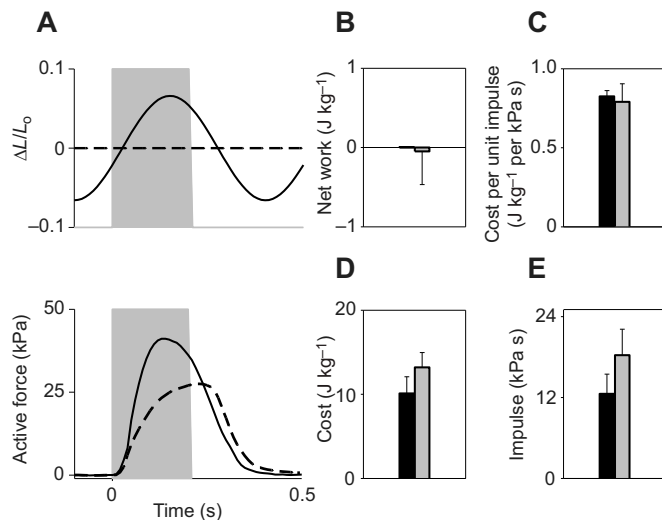 A
B
C
0.1
0
–0.1
ΔL/Lo
1
0
–1
Net work (J kg–1)
1.0
0.5
0
Cost per unit impulse
(J kg–1 per kPa s)
D
E
50
25
0
Active force (kPa)
0
0.5
Time (s)
20
10
0
Cost (J kg–1)
24
12
0
Impulse (kPa s)